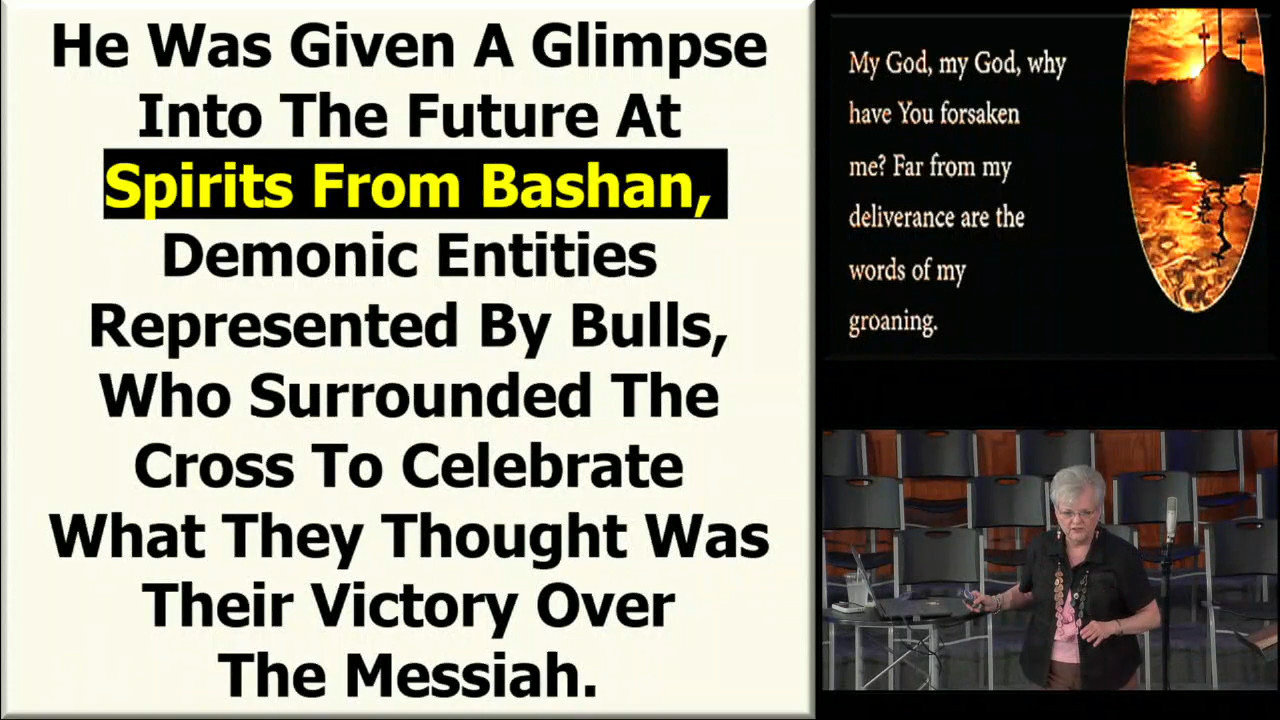 He Was Given A Glimpse
Into The Future At
Spirits From Bashan,
Demonic Entities
Represented By Bulls,
Who Surrounded The
Cross To Celebrate
What They Thought Was
Their Victory Over
The Messiah.
My God, my God, why
have You forsaken
me? Far from my
deliverance are the
words of my
groaning.